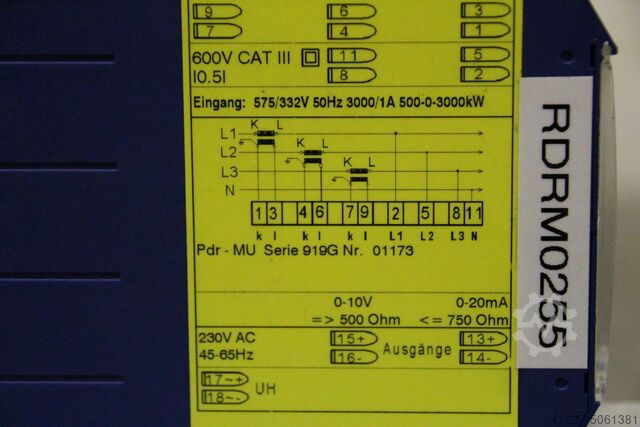 9 6 3
7 4 1
600V CAT III 11 5
I0.5I 8 2
Eingang: 575/332V 50Hz 3000/1A 500-0-3000kW
K L
L1
K L
L2
K L
L3
N
1 3 4 6 7 9 2 5 8 11
k l k l k l L1 L2 L3 N
Pdr - MU Serie 919G Nr. 01173
0-10V 0-20mA
=> 500 Ohm <= 750 Ohm
230V AC 15+ Ausgänge 13+
45-65Hz 16- 14-
17~+ UH
18~-
RDRM0255
41227-5061381